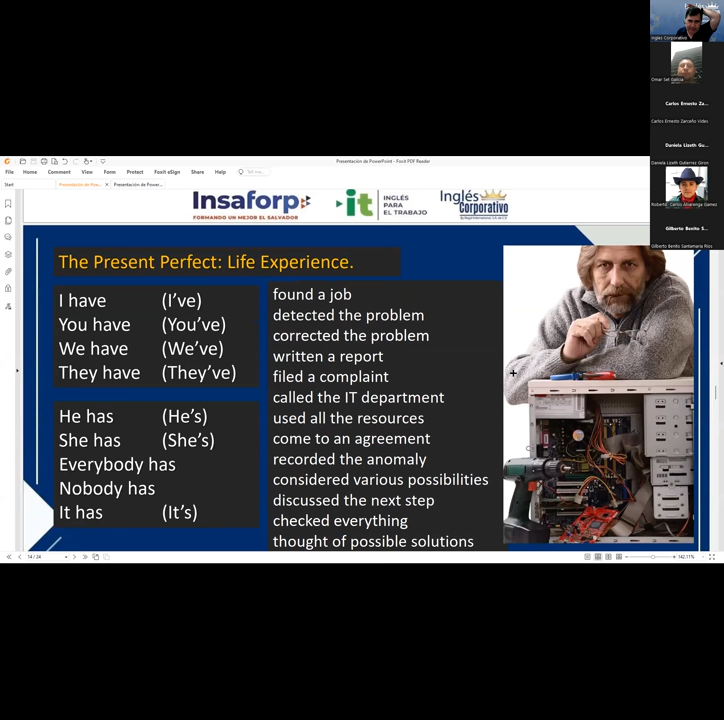 Inglés Corporativo
Omar Set Garcia
Carlos Ernesto Za...
Carlos Ernesto Zarceño Vides
Daniela Lizeth Gu...
Daniela Lizeth Gutierrez Giron
Roberto Carlos Allarenga Gamez
Gilberto Benito S...
Gilberto Benito Santamaria Rios
Presentación de PowerPoint - Foxit PDF Reader
File Home Comment View Form Protect Foxit eSign Share Help Tell me...
Start Presentación de Pow... Presentación de Power...
Insaforp
FORMANDO UN MEJOR EL SALVADOR
it INGLÉS PARA EL TRABAJO
Inglés Corporativo
The Present Perfect: Life Experience.
I have (I've)
You have (You've)
We have (We've)
They have (They've)
He has (He's)
She has (She's)
Everybody has
Nobody has
It has (It's)
found a job
detected the problem
corrected the problem
written a report
filed a complaint
called the IT department
used all the resources
come to an agreement
recorded the anomaly
considered various possibilities
discussed the next step
checked everything
thought of possible solutions
14 / 24
142.11%